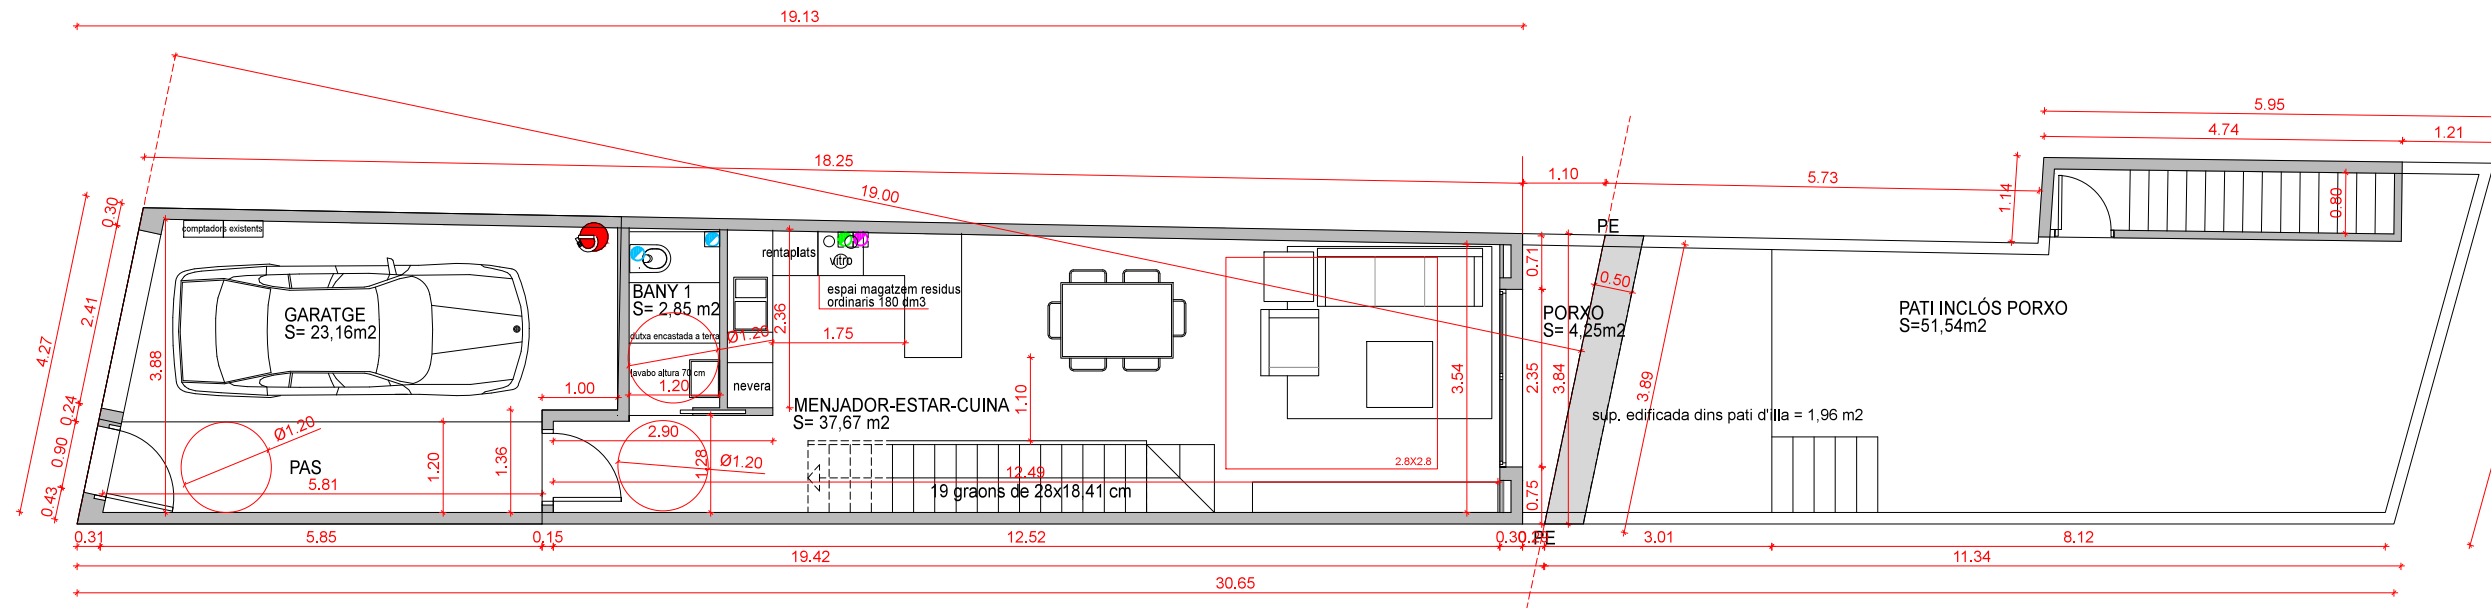 19.13
5.95
4.74
1.21
18.25
1.10
5.73
1.14
19.00
0.30
0.80
comptadors existents
PE
rentaplats
vitro
0.71
0.50
2.41
GARATGE
S= 23,16m2
BANY 1
S= 2,85 m2
espai magatzem residus
ordinaris 180 dm3
PORXO
S= 4,25m2
PATI INCLÓS PORXO
S=51,54m2
2.36
Ø1.20
dutxa encastada a terra
1.75
4.27
3.88
lavabo altura 70 cm
1.20
nevera
1.00
1.10
3.54
2.35
3.84
3.89
MENJADOR-ESTAR-CUINA
S= 37,67 m2
sup. edificada dins pati d'illa = 1,96 m2
0.24
0.90
Ø1.20
PAS
1.20
1.36
2.90
1.28
Ø1.20
12.49
2.8X2.8
5.81
19 graons de 28x18,41 cm
0.75
0.43
0.31
5.85
0.15
12.52
0.30
PE
3.01
8.12
19.42
11.34
30.65